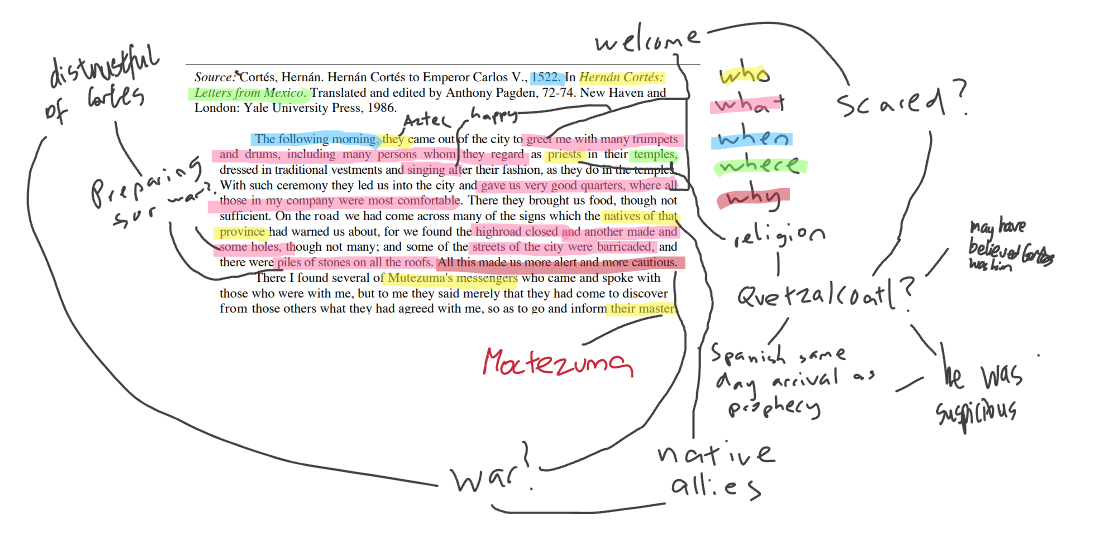 welcome
distrustful
of Cortes
scared?
who
what
when
where
why
Source: Cortés, Hernán. Hernán Cortés to Emperor Carlos V., 1522. In Hernán Cortés:
Letters from Mexico. Translated and edited by Anthony Pagden, 72-74. New Haven and
London: Yale University Press, 1986.
Aztec
happy
The following morning, they came out of the city to greet me with many trumpets
and drums, including many persons whom they regard as priests in their temples,
dressed in traditional vestments and singing after their fashion, as they do in the temples.
With such ceremony they led us into the city and gave us very good quarters, where all
those in my company were most comfortable. There they brought us food, though not
sufficient. On the road we had come across many of the signs which the natives of that
province had warned us about, for we found the highroad closed and another made and
some holes, though not many; and some of the streets of the city were barricaded, and
there were piles of stones on all the roofs. All this made us more alert and more cautious.
There I found several of Mutezuma's messengers who came and spoke with
those who were with me, but to me they said merely that they had come to discover
from those others what they had agreed with me, so as to go and inform their master
Preparing
for war?
religion
may have
believed Cortes
was him
Quetzalcoatl?
Moctezuma
Spanish same
day arrival as
prophecy
he was
suspicious
war?
native
allies